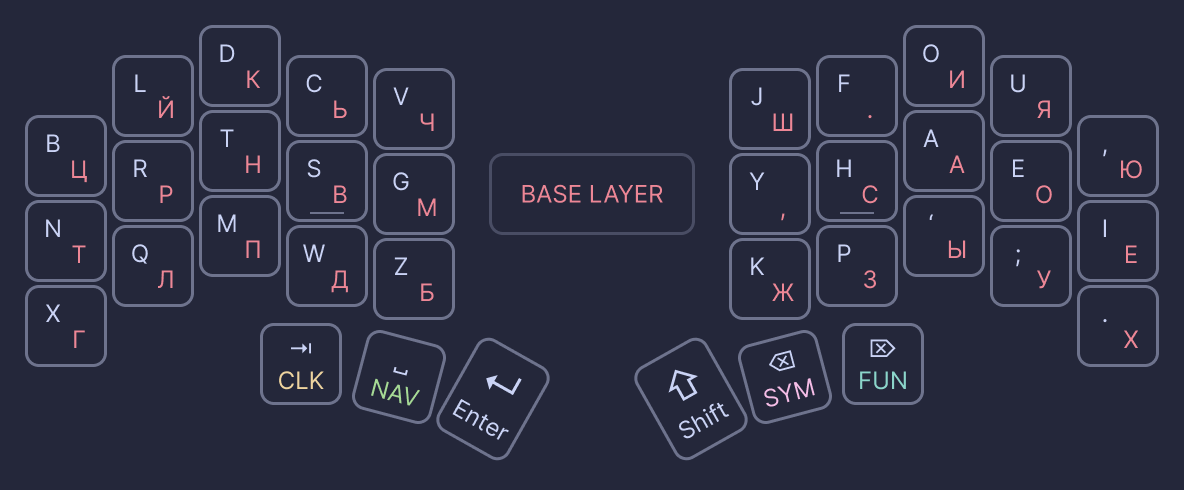 B Ц
L Й
D К
C Ь
V Ч
J Ш
F .
O И
U Я
, Ю
N Т
R Р
T Н
S В
G М
BASE LAYER
Y ,
H С
A А
E О
I Е
X Г
Q Л
M П
W Д
Z Б
K Ж
P З
‘ Ы
; У
. Х
CLK
NAV
Enter
Shift
SYM
FUN